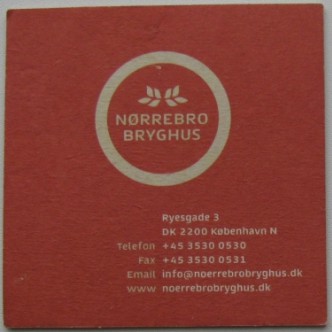 NØRREBRO
BRYGHUS
Ryesgade 3
DK 2200 København N
Telefon +45 3530 0530
Fax +45 3530 0531
Email info@noerrebrobryghus.dk
www noerrebrobryghus.dk